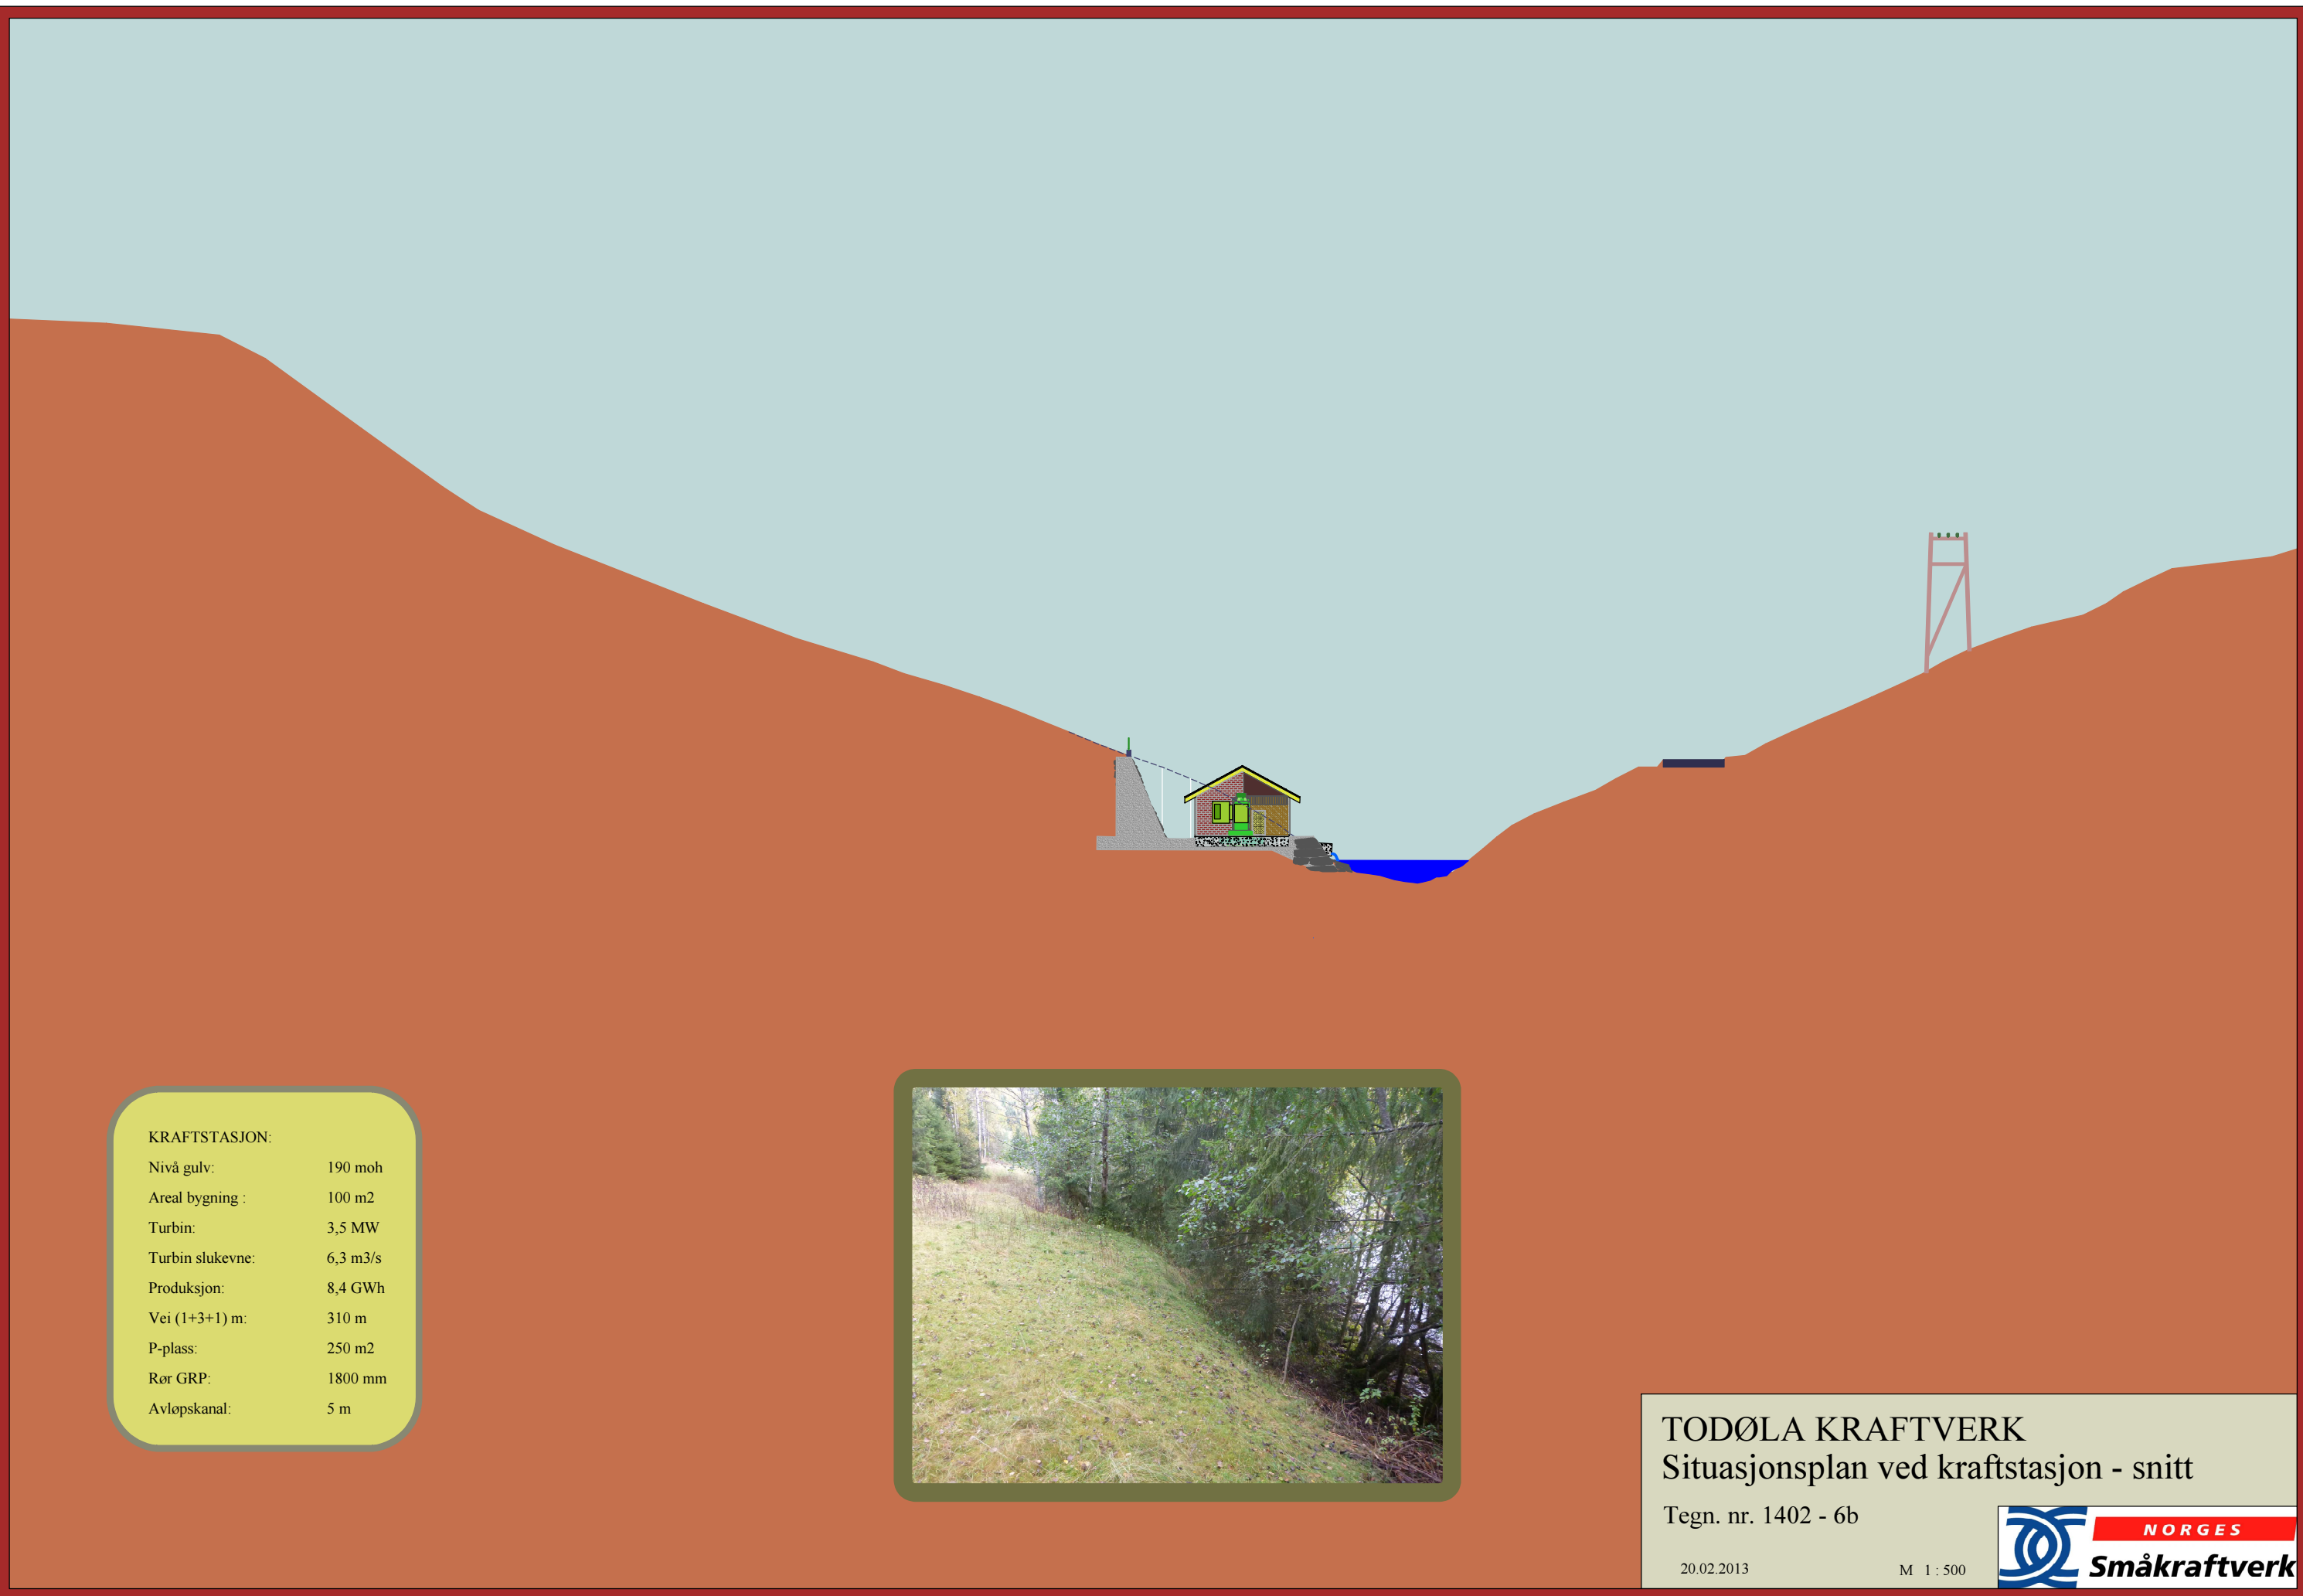 KRAFTSTASJON:
Nivå gulv: 190 moh
Areal bygning : 100 m2
Turbin: 3,5 MW
Turbin slukevne: 6,3 m3/s
Produksjon: 8,4 GWh
Vei (1+3+1) m: 310 m
P-plass: 250 m2
Rør GRP: 1800 mm
Avløpskanal: 5 m
TODØLA KRAFTVERK
Situasjonsplan ved kraftstasjon - snitt
Tegn. nr. 1402 - 6b
20.02.2013 M 1 : 500
NORGES
Småkraftverk